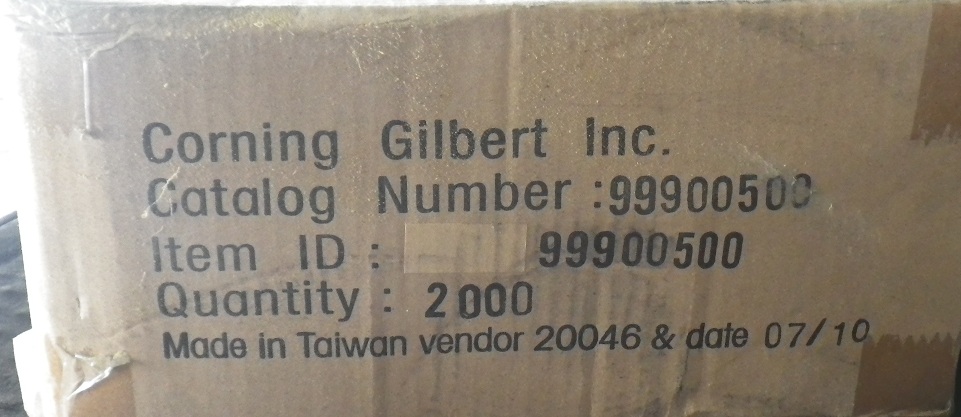 Corning Gilbert Inc.
Catalog Number :99900500
Item ID : 99900500
Quantity : 2000
Made in Taiwan vendor 20046 & date 07/10